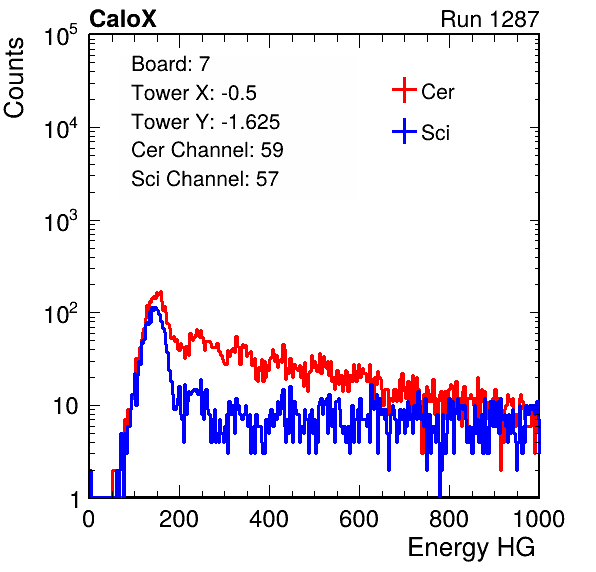 CaloX Run 1287
Counts
Board: 7
Tower X: -0.5
Tower Y: -1.625
Cer Channel: 59
Sci Channel: 57
Cer
Sci
10^5
10^4
10^3
10^2
10
1
0 200 400 600 800 1000
Energy HG